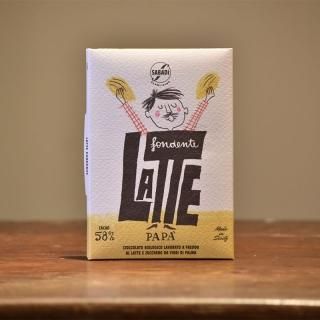 SABADÌ
fondente
LATTE
CACAO
58%
PAPÀ
Made in Sicily
CIOCCOLATO BIOLOGICO LAVORATO A FREDDO
AL LATTE E ZUCCHERO DA FIORI DI PALMA